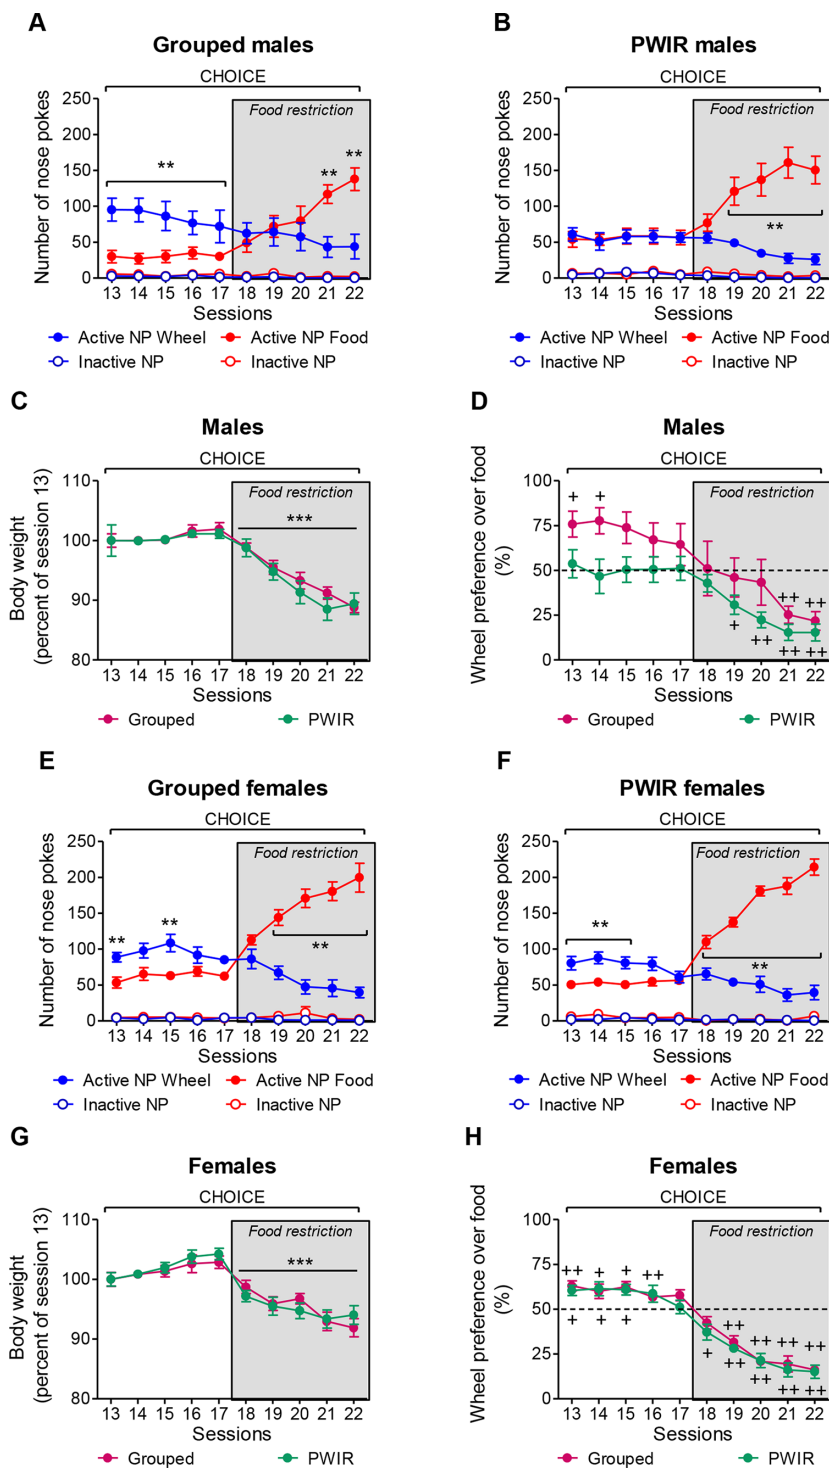 A
Grouped males
CHOICE
Food restriction
Number of nose pokes
250
200
150
100
50
0
**
**
**
13 14 15 16 17 18 19 20 21 22
Sessions
Active NP Wheel
Active NP Food
Inactive NP
Inactive NP
B
PWIR males
CHOICE
Food restriction
Number of nose pokes
250
200
150
100
50
0
**
13 14 15 16 17 18 19 20 21 22
Sessions
Active NP Wheel
Active NP Food
Inactive NP
Inactive NP
C
Males
CHOICE
Food restriction
Body weight
(percent of session 13)
110
100
90
80
***
13 14 15 16 17 18 19 20 21 22
Sessions
Grouped
PWIR
D
Males
CHOICE
Food restriction
Wheel preference over food
(%)
100
75
50
25
0
+ +
++ ++
+ ++ ++ ++
13 14 15 16 17 18 19 20 21 22
Sessions
Grouped
PWIR
E
Grouped females
CHOICE
Food restriction
Number of nose pokes
250
200
150
100
50
0
** **
**
13 14 15 16 17 18 19 20 21 22
Sessions
Active NP Wheel
Active NP Food
Inactive NP
Inactive NP
F
PWIR females
CHOICE
Food restriction
Number of nose pokes
250
200
150
100
50
0
**
**
13 14 15 16 17 18 19 20 21 22
Sessions
Active NP Wheel
Active NP Food
Inactive NP
Inactive NP
G
Females
CHOICE
Food restriction
Body weight
(percent of session 13)
110
100
90
80
***
13 14 15 16 17 18 19 20 21 22
Sessions
Grouped
PWIR
H
Females
CHOICE
Food restriction
Wheel preference over food
(%)
100
75
50
25
0
++ + + ++
+ + +
++ ++ ++ ++
+ ++ ++ ++ ++
13 14 15 16 17 18 19 20 21 22
Sessions
Grouped
PWIR